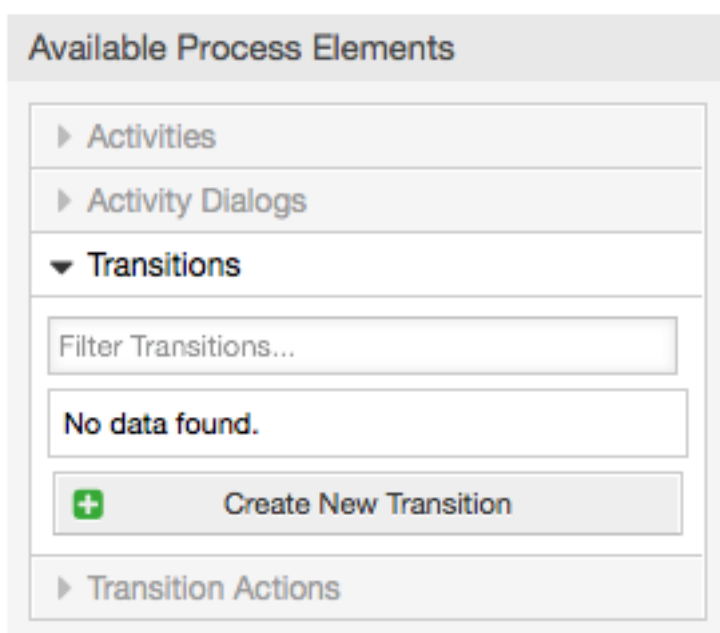 Available Process Elements
Activities
Activity Dialogs
Transitions
Filter Transitions...
No data found.
Create New Transition
Transition Actions